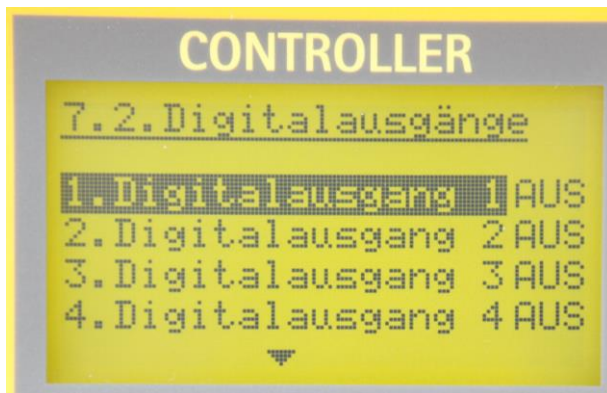 CONTROLLER
7.2.Digitalausgänge
1.Digitalausgang 1 AUS
2.Digitalausgang 2 AUS
3.Digitalausgang 3 AUS
4.Digitalausgang 4 AUS